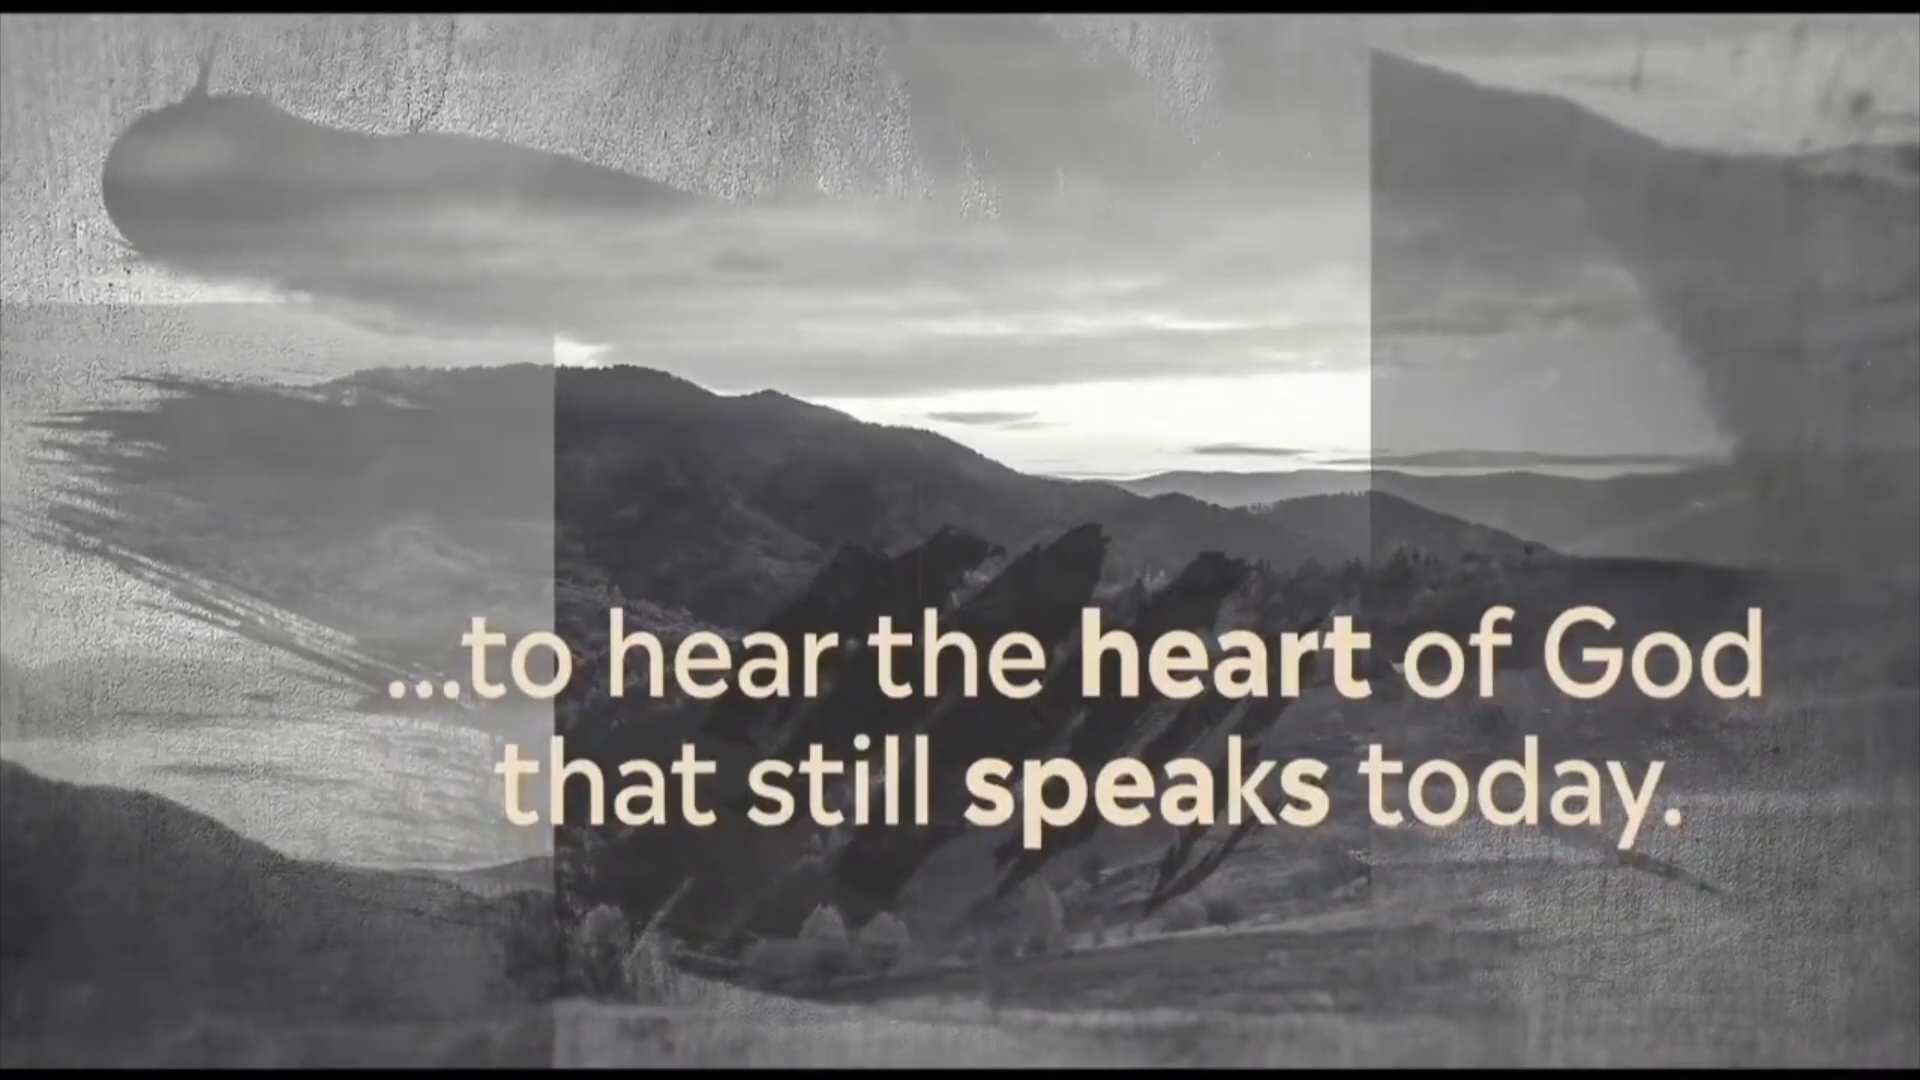 ...to hear the heart of God
that still speaks today.